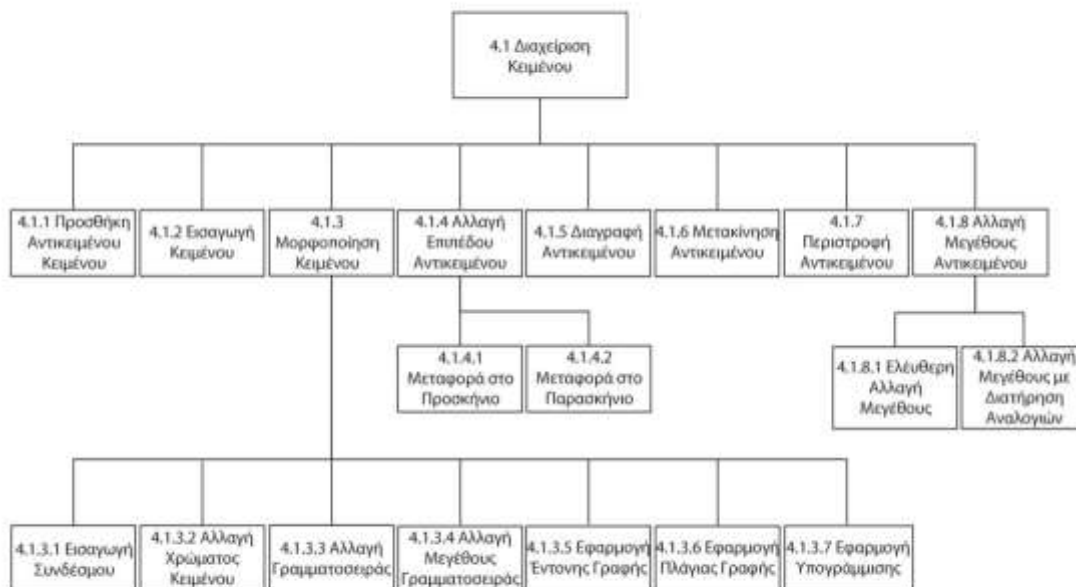 4.1 Διαχείριση
Κειμένου
4.1.1 Προσθήκη
Αντικειμένου
Κειμένου
4.1.2 Εισαγωγή
Κειμένου
4.1.3
Μορφοποίηση
Κειμένου
4.1.4 Αλλαγή
Επιπέδου
Αντικειμένου
4.1.5 Διαγραφή
Αντικειμένου
4.1.6 Μετακίνηση
Αντικειμένου
4.1.7
Περιστροφή
Αντικειμένου
4.1.8 Αλλαγή
Μεγέθους
Αντικειμένου
4.1.4.1
Μεταφορά στο
Προσκήνιο
4.1.4.2
Μεταφορά στο
Παρασκήνιο
4.1.8.1 Ελέυθερη
Αλλαγή
Μεγέθους
4.1.8.2 Αλλαγή
Μεγέθους με
Διατήρηση
Αναλογιών
4.1.3.1 Εισαγωγή
Συνδέσμου
4.1.3.2 Αλλαγή
Χρώματος
Κειμένου
4.1.3.3 Αλλαγή
Γραμματοσειράς
4.1.3.4 Αλλαγή
Μεγέθους
Γραμματοσειράς
4.1.3.5 Εφαρμογή
Έντονης Γραφής
4.1.3.6 Εφαρμογή
Πλάγιας Γραφής
4.1.3.7 Εφαρμογή
Υπογράμμισης